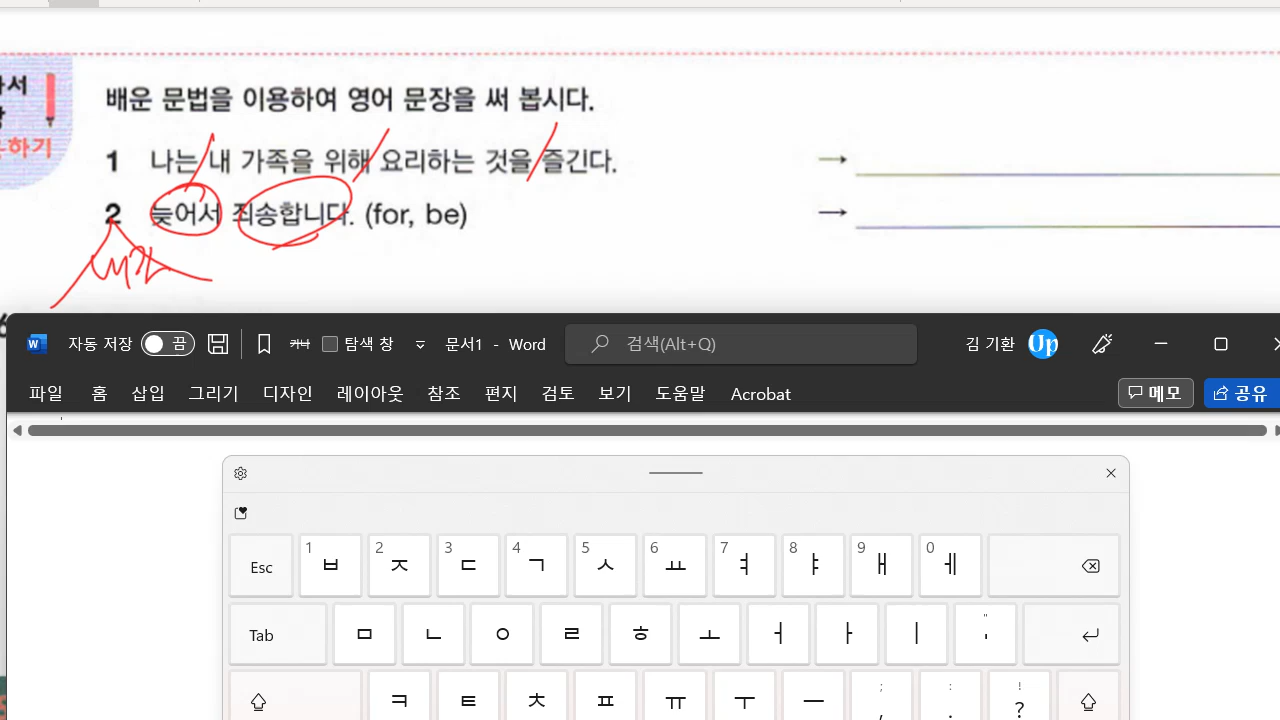 배운 문법을 이용하여 영어 문장을 써 봅시다.
하기
1 나는 내 가족을 위해 요리하는 것을 즐긴다. →
2 늦어서 죄송합니다. (for, be) →
자동 저장 끔 가나 탐색 창 문서1 - Word 검색(Alt+Q) 김 기환 Up
파일 홈 삽입 그리기 디자인 레이아웃 참조 편지 검토 보기 도움말 Acrobat 메모 공유
Esc 1 ㅂ 2 ㅈ 3 ㄷ 4 ㄱ 5 ㅅ 6 ㅛ 7 ㅕ 8 ㅑ 9 ㅐ 0 ㅔ
Tab ㅁ ㄴ ㅇ ㄹ ㅎ ㅗ ㅓ ㅏ ㅣ " '
ㅋ ㅌ ㅊ ㅍ ㅠ ㅜ ㅡ ; , : . ! ?